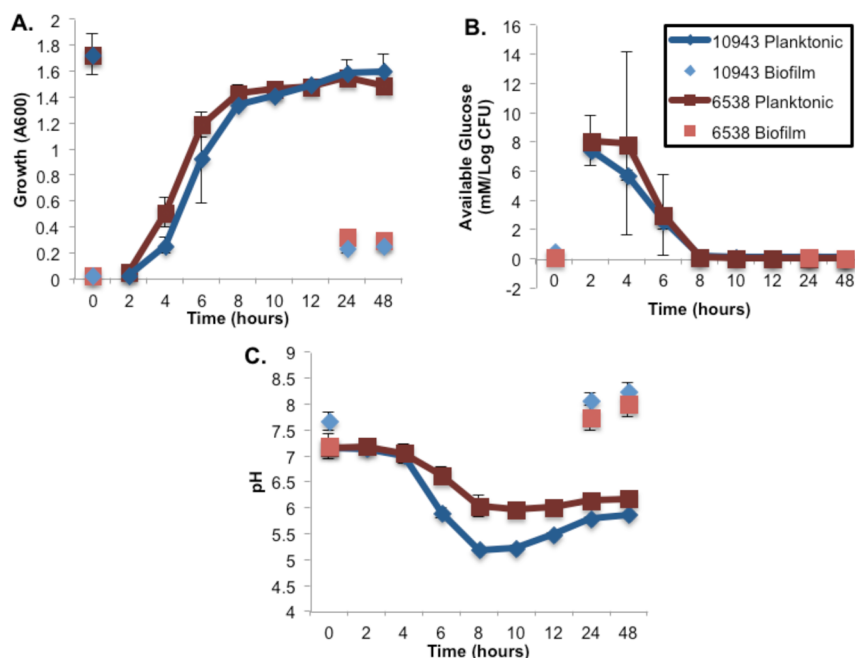 A.
2
1.8
1.6
1.4
1.2
1
0.8
0.6
0.4
0.2
0
Growth (A600)
0 2 4 6 8 10 12 24 48
Time (hours)
B.
16
14
12
10
8
6
4
2
0
-2
Available Glucose
(mM/Log CFU)
0 2 4 6 8 10 12 24 48
Time (hours)
10943 Planktonic
10943 Biofilm
6538 Planktonic
6538 Biofilm
C.
9
8.5
8
7.5
7
6.5
6
5.5
5
4.5
4
pH
0 2 4 6 8 10 12 24 48
Time (hours)